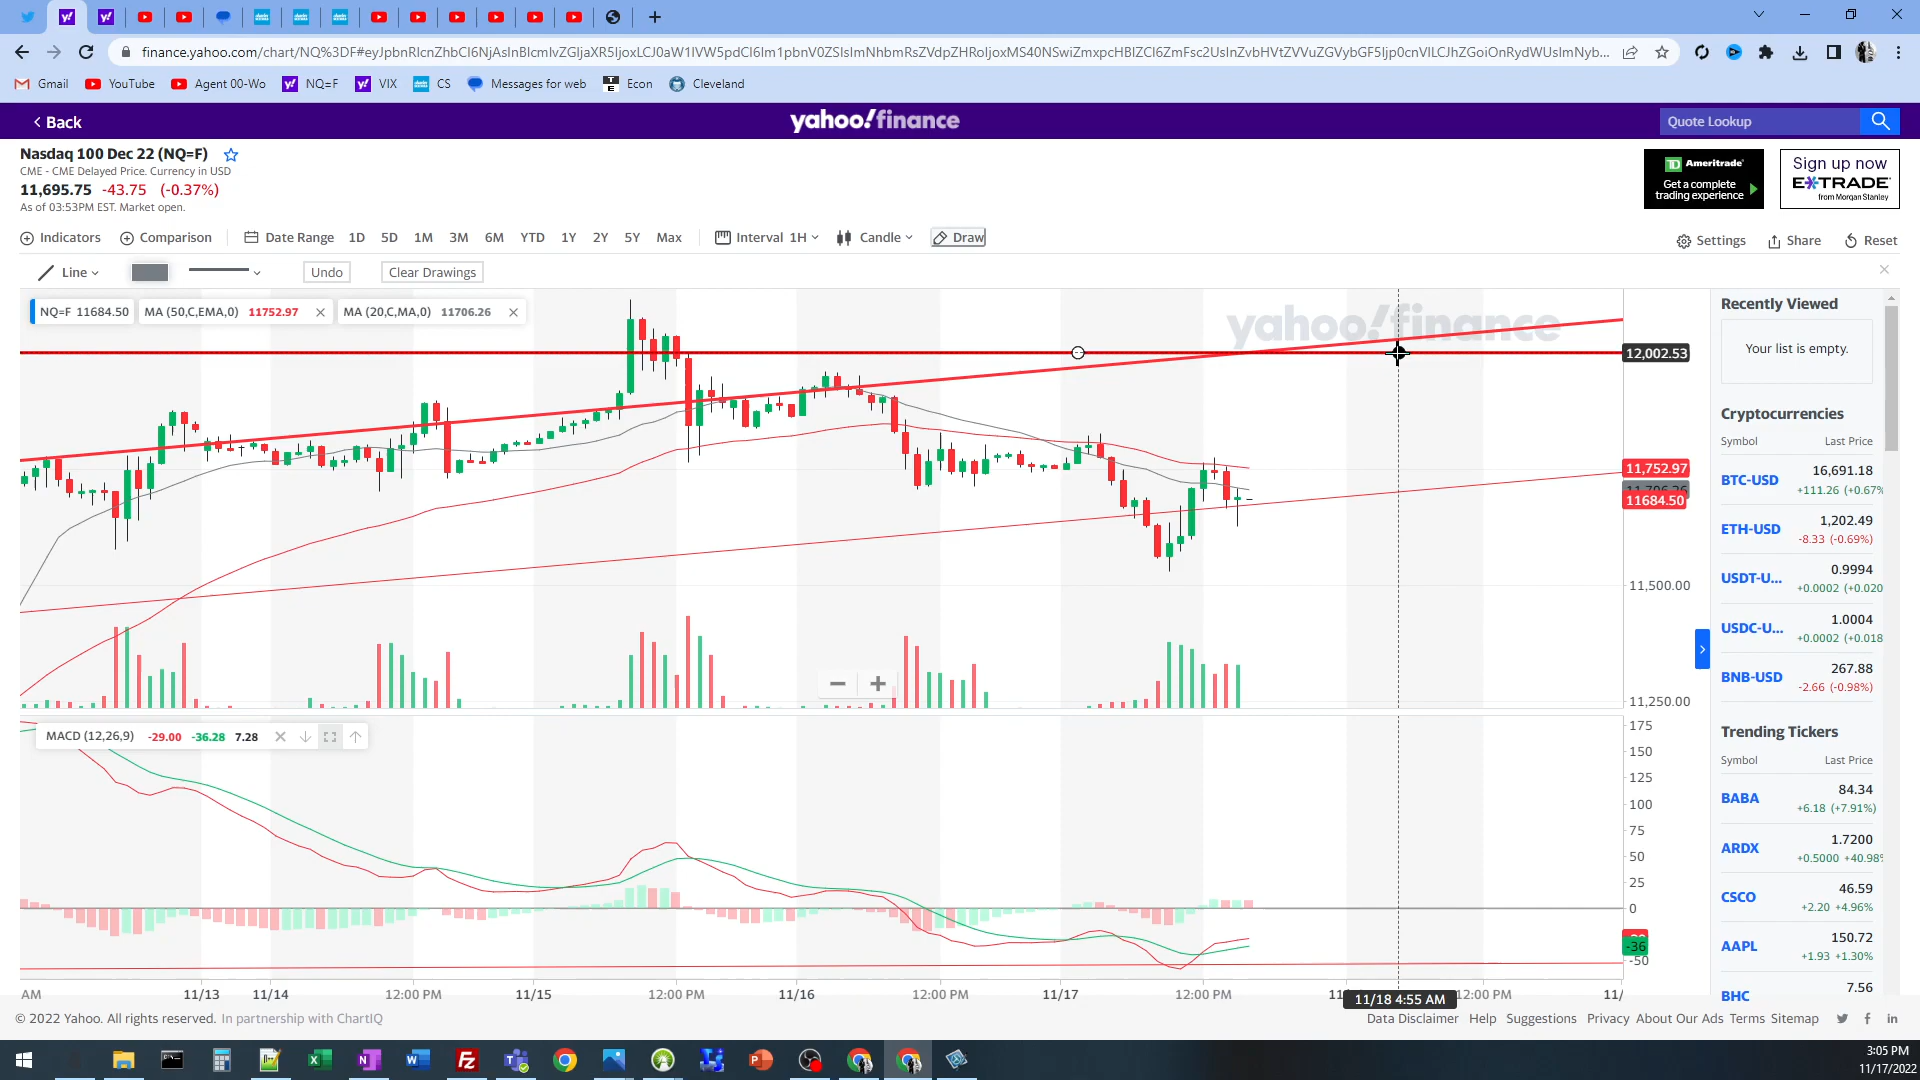 finance.yahoo.com/chart/NQ%3DF#eyJpbnRlcnZhbCI6NjAsInBlcmlvZGljaXR5IjoxLCJ0aW1lVW5pdCI6Im1pbnV0ZSIsImNhbmRsZVdpZHRoIjoxMS40NSwiZmxpcHBlZCI6ZmFsc2UsInZvbHVtZVVuZGVybGF5Ijp0cnVlLCJhZGoiOnRydWUsImNyb...
Gmail YouTube Agent 00-Wo NQ=F VIX CS Messages for web Econ Cleveland
Back
yahoo!finance
Quote Lookup
Nasdaq 100 Dec 22 (NQ=F)
CME - CME Delayed Price. Currency in USD
11,695.75 -43.75 (-0.37%)
As of 03:53PM EST. Market open.
TD Ameritrade
Get a complete
trading experience
Sign up now
E*TRADE
from Morgan Stanley
Indicators Comparison Date Range 1D 5D 1M 3M 6M YTD 1Y 2Y 5Y Max Interval 1H Candle Draw
Settings Share Reset
Line Undo Clear Drawings
NQ=F 11684.50 MA (50,C,EMA,0) 11752.97 MA (20,C,MA,0) 11706.26
yahoo!finance
12,002.53
11,752.97
11684.50
11,500.00
11,250.00
MACD (12,26,9) -29.00 -36.28 7.28
175
150
125
100
75
50
25
0
-36
-50
AM 11/13 11/14 12:00 PM 11/15 12:00 PM 11/16 12:00 PM 11/17 12:00 PM 11/18 4:55 AM 12:00 PM 11/
Recently Viewed
Your list is empty.
Cryptocurrencies
Symbol Last Price
BTC-USD 16,691.18
+111.26 (+0.67%
ETH-USD 1,202.49
-8.33 (-0.69%)
USDT-U... 0.9994
+0.0002 (+0.020
USDC-U... 1.0004
+0.0002 (+0.018
BNB-USD 267.88
-2.66 (-0.98%)
Trending Tickers
Symbol Last Price
BABA 84.34
+6.18 (+7.91%)
ARDX 1.7200
+0.5000 +40.98%
CSCO 46.59
+2.20 +4.96%
AAPL 150.72
+1.93 +1.30%
BHC 7.56
© 2022 Yahoo. All rights reserved. In partnership with ChartIQ
Data Disclaimer Help Suggestions Privacy About Our Ads Terms Sitemap
3:05 PM
11/17/2022